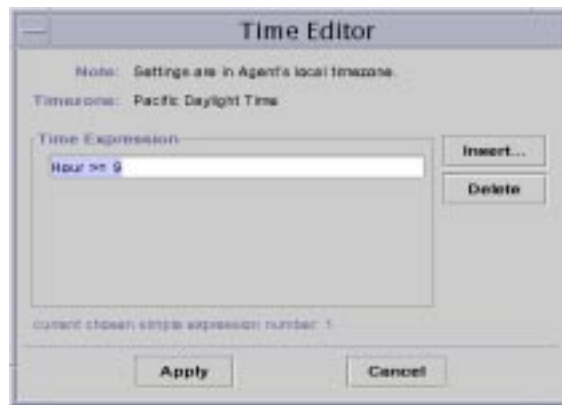 Time Editor
Note: Settings are in Agent's local timezone.
Timezone: Pacific Daylight Time
Time Expression
Insert...
Hour >= 9
Delete
current chosen simple expression number: 1
Apply
Cancel